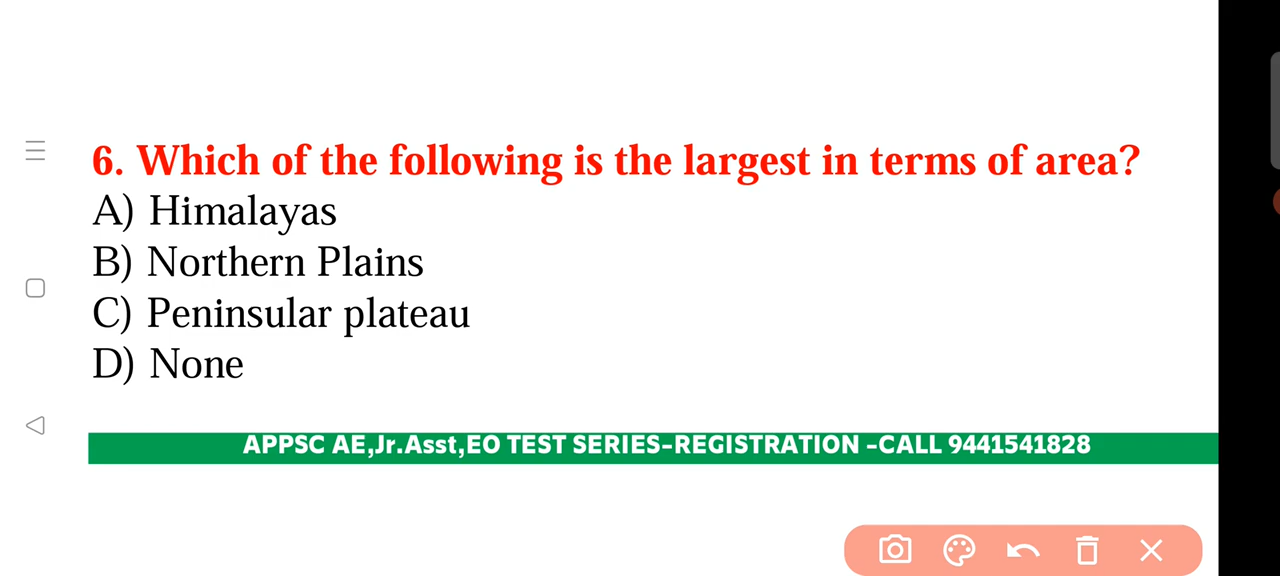 6. Which of the following is the largest in terms of area?
A) Himalayas
B) Northern Plains
C) Peninsular plateau
D) None
APPSC AE,Jr.Asst,EO TEST SERIES-REGISTRATION -CALL 9441541828